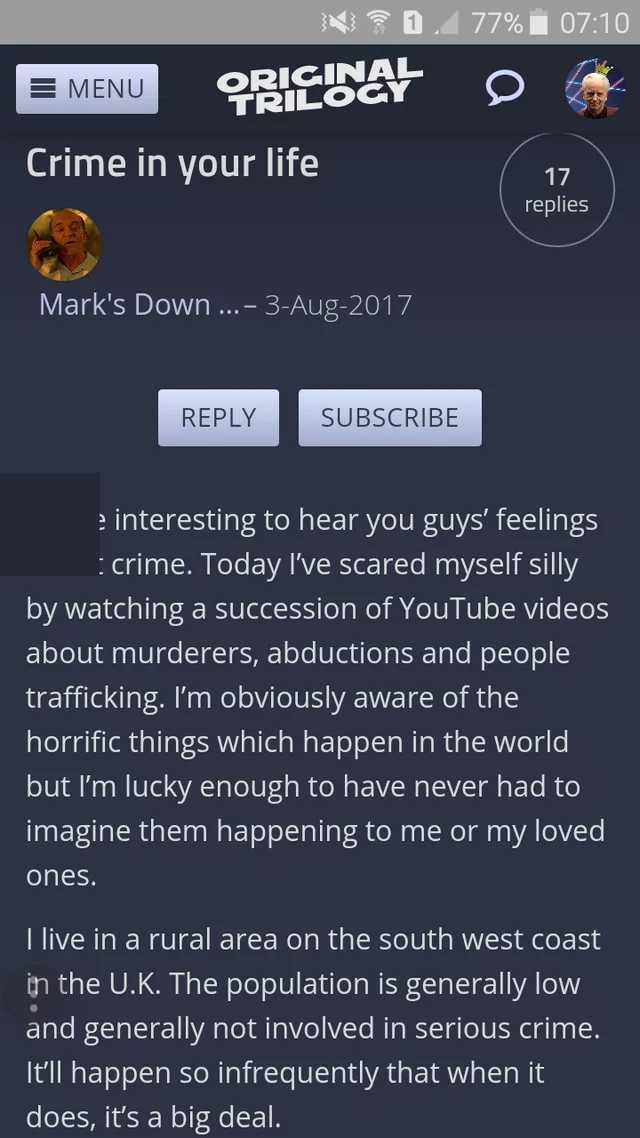 1 77% 07:10
MENU ORIGINAL TRILOGY
Crime in your life
17 replies
Mark's Down ... – 3-Aug-2017
REPLY SUBSCRIBE
interesting to hear you guys’ feelings
crime. Today I’ve scared myself silly
by watching a succession of YouTube videos
about murderers, abductions and people
trafficking. I’m obviously aware of the
horrific things which happen in the world
but I’m lucky enough to have never had to
imagine them happening to me or my loved
ones.
I live in a rural area on the south west coast
in the U.K. The population is generally low
and generally not involved in serious crime.
It’ll happen so infrequently that when it
does, it’s a big deal.